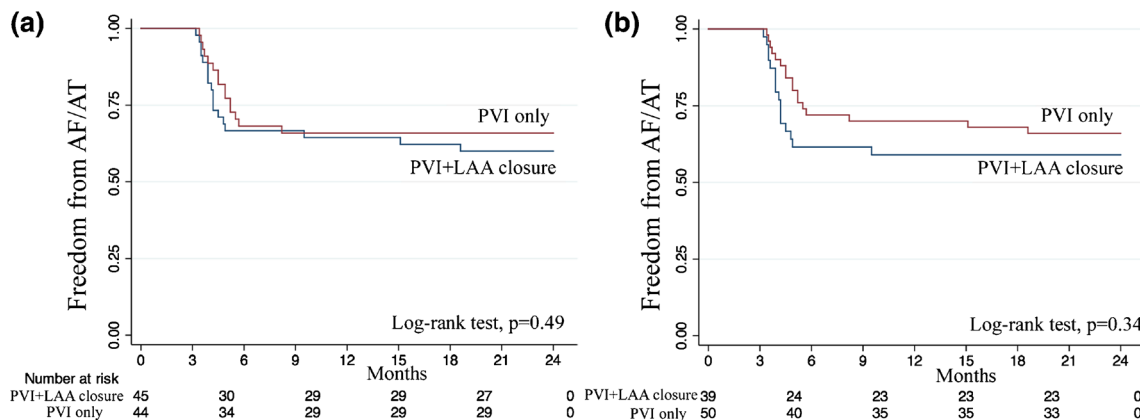 (a)
Freedom from AF/AT
1.00
0.75
0.50
0.25
0.00
PVI only
PVI+LAA closure
Log-rank test, p=0.49
0 3 6 9 12 15 18 21 24
Months
Number at risk
PVI+LAA closure 45 30 29 29 27 0
PVI only 44 34 29 29 29 0
(b)
Freedom from AF/AT
1.00
0.75
0.50
0.25
0.00
PVI only
PVI+LAA closure
Log-rank test, p=0.34
0 3 6 9 12 15 18 21 24
Months
PVI+LAA closure 39 24 23 23 23 0
PVI only 50 40 35 35 33 0